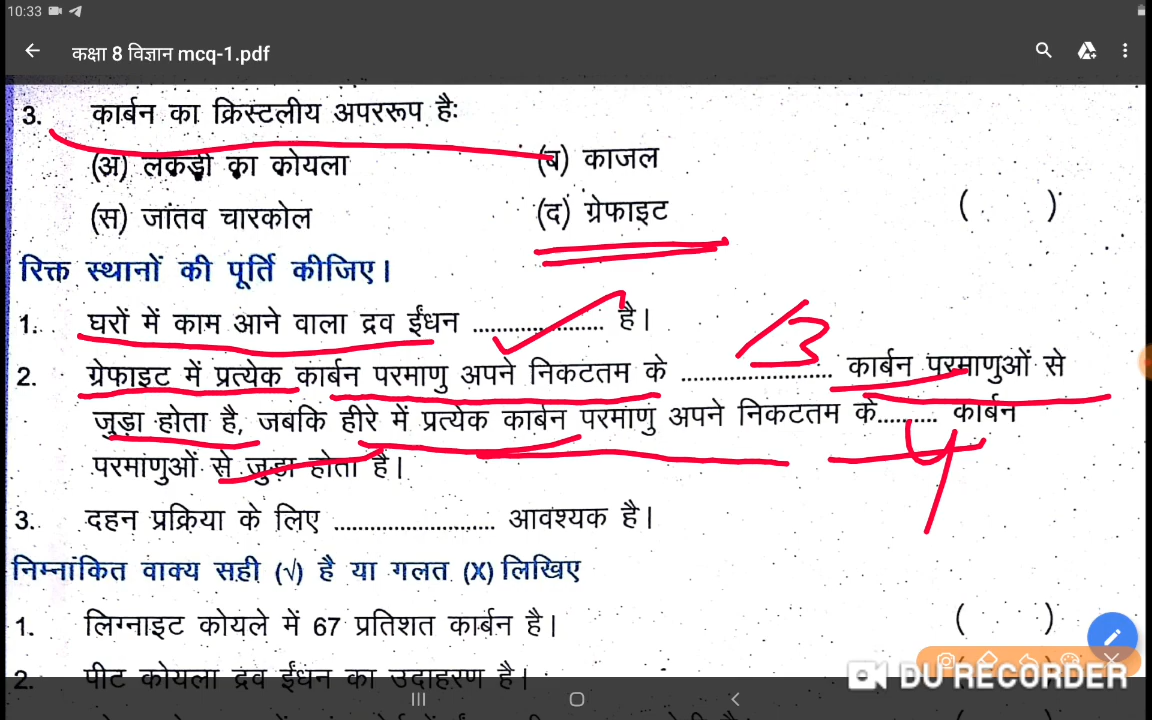 10:33
कक्षा 8 विज्ञान mcq-1.pdf
3. कार्बन का क्रिस्टलीय अपररूप हैः
(अ) लकड़ी का कोयला (ब) काजल
(स) जांतव चारकोल (द) ग्रेफाइट ( )
रिक्त स्थानों की पूर्ति कीजिए।
1. घरों में काम आने वाला द्रव ईंधन ..................... है।
3
2. ग्रेफाइट में प्रत्येक कार्बन परमाणु अपने निकटतम के ........................ कार्बन परमाणुओं से
जुड़ा होता है, जबकि हीरे में प्रत्येक कार्बन परमाणु अपने निकटतम के......... कार्बन
4
परमाणुओं से जुड़ा होता है।
3. दहन प्रक्रिया के लिए ......................... आवश्यक है।
निम्नांकित वाक्य सही (√) है या गलत (X) लिखिए
1. लिग्नाइट कोयले में 67 प्रतिशत कार्बन है। ( )
2. पीट कोयला द्रव ईंधन का उदाहरण है।
DU RECORDER